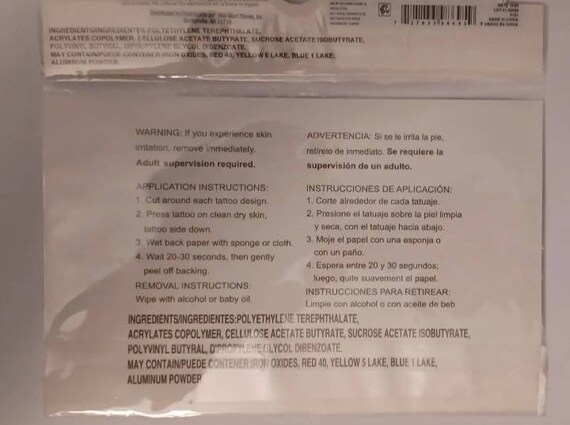 INGREDIENTS/INGREDIENTES:POLYETHYLENE TEREPHTHALATE,
ACRYLATES COPOLYMER, CELLULOSE ACETATE BUTYRATE, SUCROSE ACETATE ISOBUTYRATE,
POLYVINYL BUTYRAL, DIPROPYLENE GLYCOL DIBENZOATE.
MAY CONTAIN/PUEDE CONTENER:IRON OXIDES, RED 40, YELLOW 5 LAKE, BLUE 1 LAKE,
ALUMINUM POWDER.
WARNING: If you experience skin
irritation, remove immediately.
Adult supervision required.
APPLICATION INSTRUCTIONS:
1. Cut around each tattoo design.
2. Press tattoo on clean dry skin,
tattoo side down.
3. Wet back paper with sponge or cloth.
4. Wait 20-30 seconds, then gently
peel off backing.
REMOVAL INSTRUCTIONS:
Wipe with alcohol or baby oil.
ADVERTENCIA: Si se le irrita la pie,
retírelo de inmediato. Se requiere la
supervisión de un adulto.
INSTRUCCIONES DE APLICACIÓN:
1. Corte alrededor de cada tatuaje.
2. Presione el tatuaje sobre la piel limpia
y seca, con el tatuaje hacia abajo.
3. Moje el papel con una esponja o
con un paño.
4. Espera entre 20 y 30 segundos;
luego, quite suavemente el papel.
INSTRUCCIONES PARA RETIRAR:
Limpie con alcohol o con aceite de beb
INGREDIENTS/INGREDIENTES:POLYETHYLENE TEREPHTHALATE,
ACRYLATES COPOLYMER, CELLULOSE ACETATE BUTYRATE, SUCROSE ACETATE ISOBUTYRATE,
POLYVINYL BUTYRAL, DIPROPYLENE GLYCOL DIBENZOATE.
MAY CONTAIN/PUEDE CONTENER:IRON OXIDES, RED 40, YELLOW 5 LAKE, BLUE 1 LAKE,
ALUMINUM POWDER